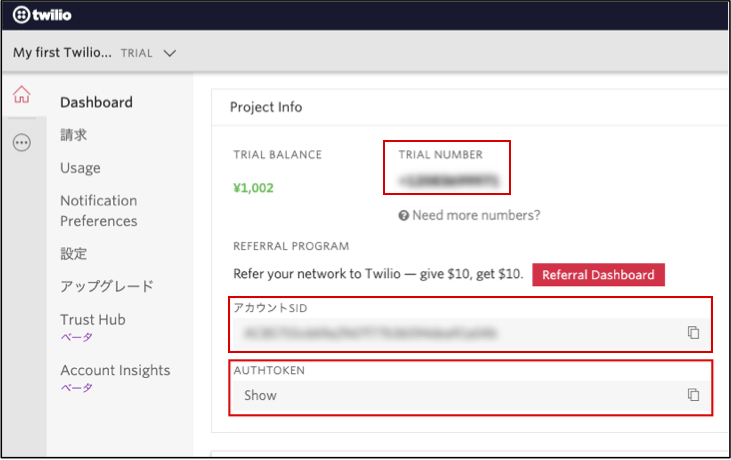 twilio
My first Twilio... TRIAL
Dashboard
請求
Usage
Notification
Preferences
設定
アップグレード
Trust Hub
ベータ
Account Insights
ベータ
Project Info
TRIAL BALANCE
¥1,002
TRIAL NUMBER
Need more numbers?
REFERRAL PROGRAM
Refer your network to Twilio — give $10, get $10. Referral Dashboard
アカウントSID
AUTHTOKEN
Show